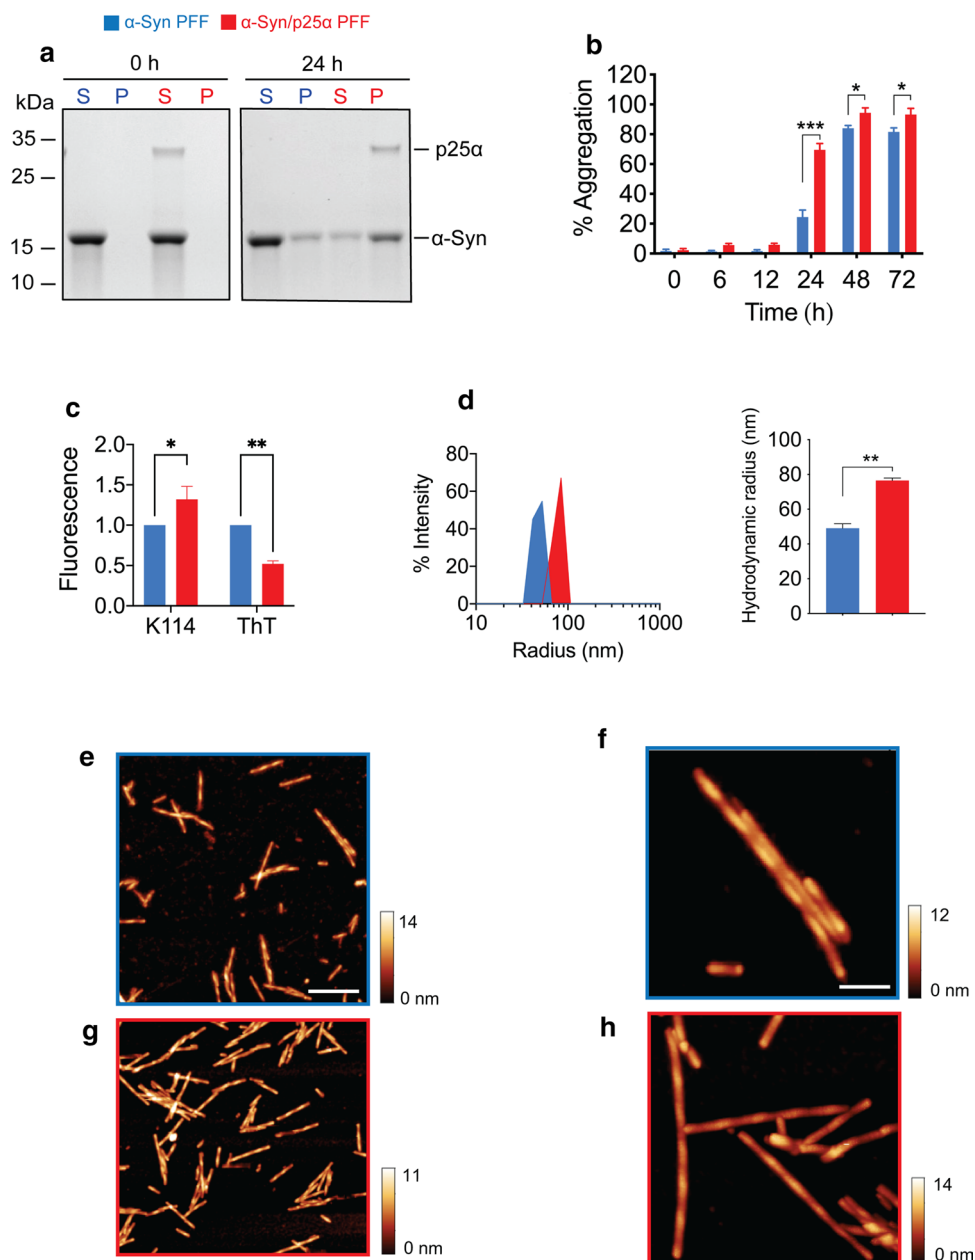 α-Syn PFF α-Syn/p25α PFF
a
0 h 24 h
kDa S P S P S P S P
35
25
15
10
p25α
α-Syn
b
% Aggregation
120
100
80
60
40
20
0
*** * *
0 6 12 24 48 72
Time (h)
c
Fluorescence
2.0
1.5
1.0
0.5
0.0
* **
K114 ThT
d
% Intensity
80
60
40
20
0
10 100 1000
Radius (nm)
Hydrodynamic radius (nm)
100
80
60
40
20
0
**
e
14
0 nm
f
12
0 nm
g
11
0 nm
h
14
0 nm